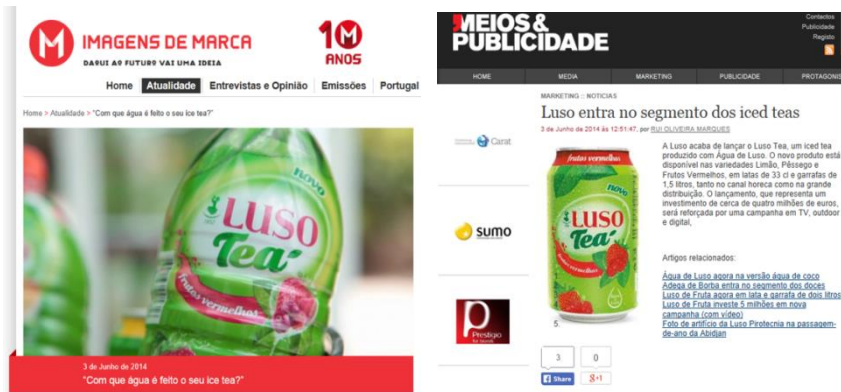 M
IMAGENS DE MARCA
DAQUI AO FUTURO VAI UMA IDEIA
10
ANOS
Home Atualidade Entrevistas e Opinião Emissões Portugal
Home > Atualidade > "Com que água é feito o seu ice tea?"
novo
LUSO
Tea
frutos vermelhos
3 de Junho de 2014
"Com que água é feito o seu ice tea?"
MEIOS &
PUBLICIDADE
Contactos
Publicidade
Registo
HOME MEDIA MARKETING PUBLICIDADE PROTAGONIS
MARKETING :: NOTICIAS
Luso entra no segmento dos iced teas
3 de Junho de 2014 às 12:51:47, por RUI OLIVEIRA MARQUES
Carat
sumo
p
Prestígio
frutos vermelhos
novo
LUSO
Tea
frutos vermelhos
5.
A Luso acaba de lançar o Luso Tea, um iced tea
produzido com Água de Luso. O novo produto está
disponível nas variedades Limão, Pêssego e
Frutos Vermelhos, em latas de 33 cl e garrafas de
1,5 litros, tanto no canal horeca como na grande
distribuição. O lançamento, que representa um
investimento de cerca de quatro milhões de euros,
será reforçada por uma campanha em TV, outdoor
e digital,
Artigos relacionados:
Água de Luso agora na versão água de coco
Adega de Borba entra no segmento dos doces
Luso de Fruta agora em lata e garrafa de dois litros
Luso de Fruta investe 5 milhões em nova
campanha (com vídeo)
Foto de artifício da Luso Pirotecnia na passagem-
de-ano da Abidjan
3 0
f Share g+1